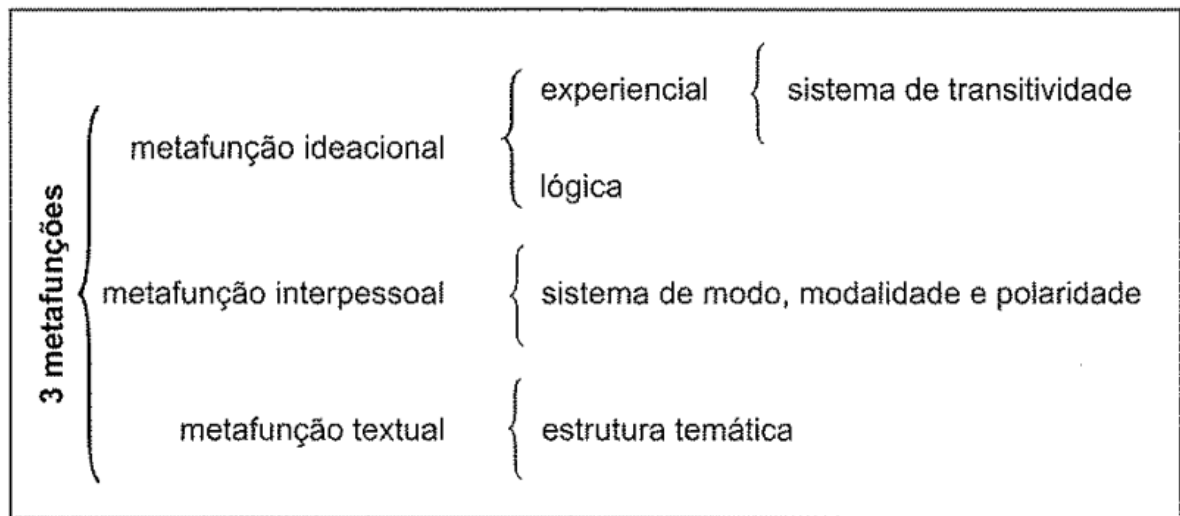 3 metafunções
metafunção ideacional
experiencial
sistema de transitividade
lógica
metafunção interpessoal
sistema de modo, modalidade e polaridade
metafunção textual
estrutura temática